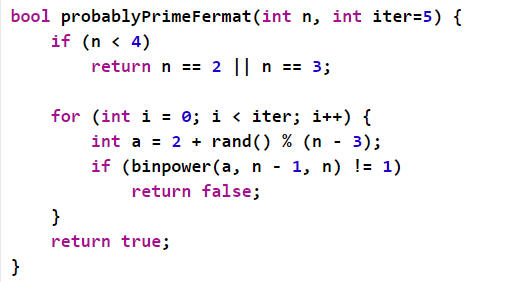 bool probablyPrimeFermat(int n, int iter=5) {
    if (n < 4)
        return n == 2 || n == 3;

    for (int i = 0; i < iter; i++) {
        int a = 2 + rand() % (n - 3);
        if (binpower(a, n - 1, n) != 1)
            return false;
    }
    return true;
}